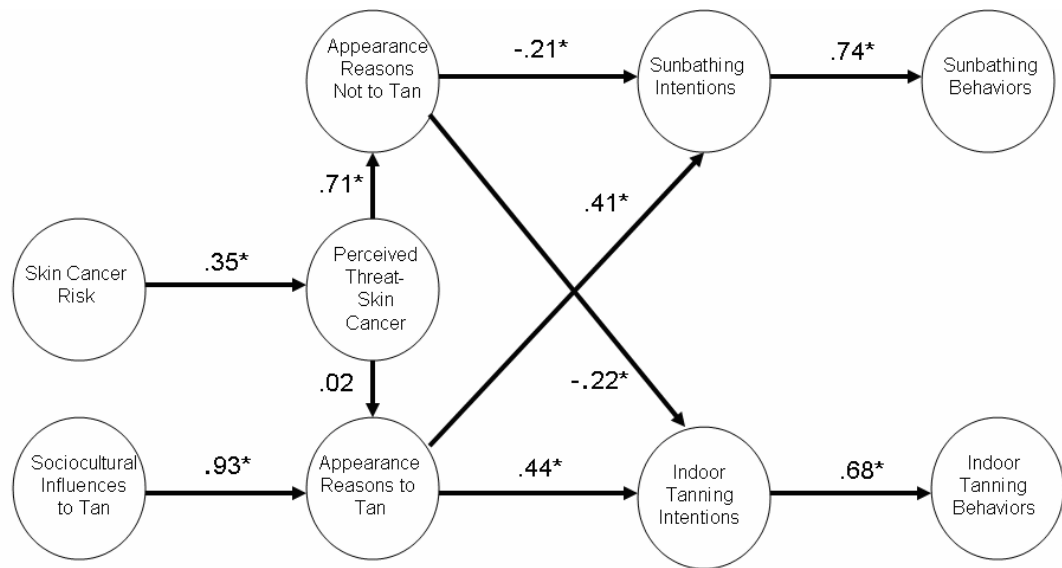 Appearance
Reasons
Not to Tan
-.21*
Sunbathing
Intentions
.74*
Sunbathing
Behaviors
.71*
.41*
Skin Cancer
Risk
.35*
Perceived
Threat-
Skin
Cancer
.02
-.22*
Sociocultural
Influences
to Tan
.93*
Appearance
Reasons to
Tan
.44*
Indoor
Tanning
Intentions
.68*
Indoor
Tanning
Behaviors